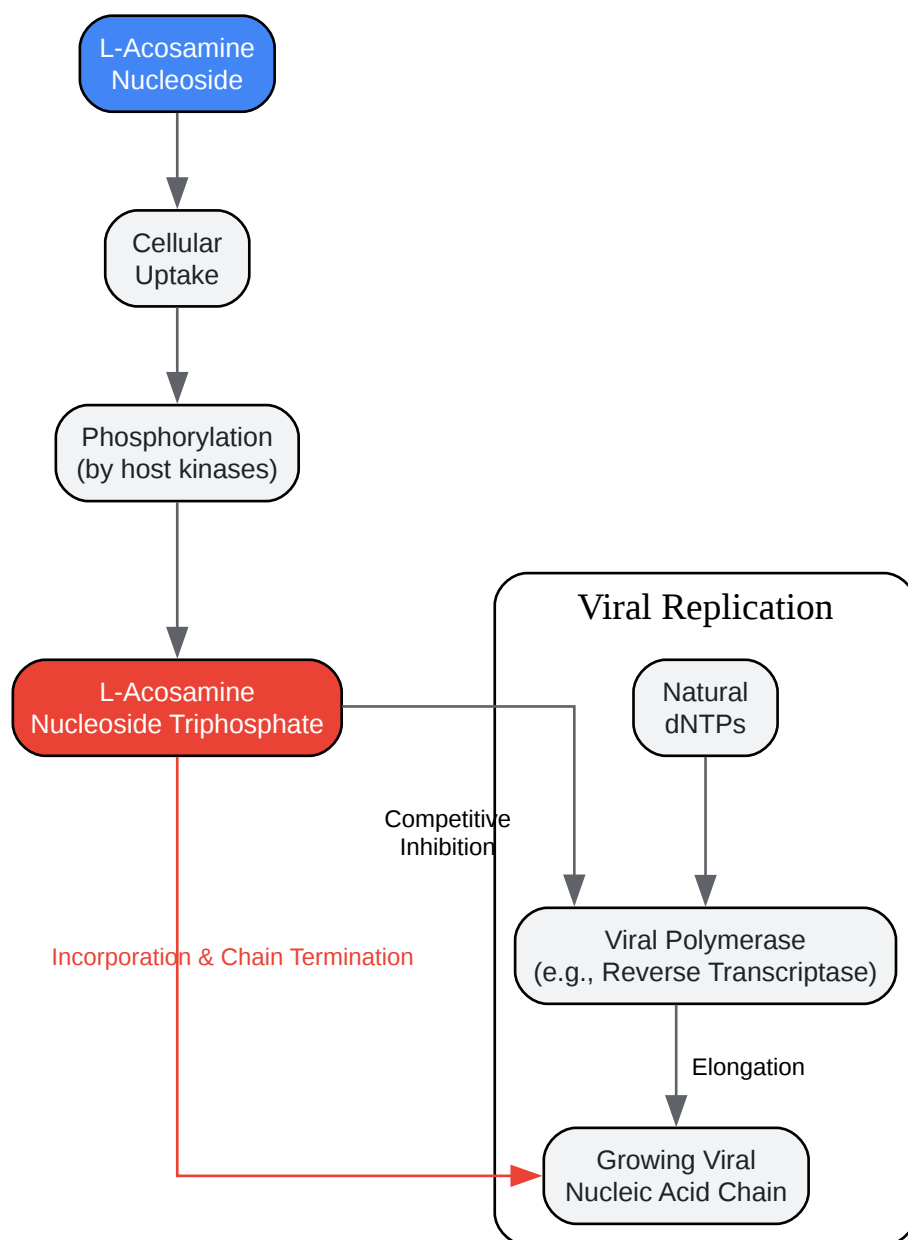 L-Acosamine
Nucleoside
Cellular
Uptake
Phosphorylation
(by host kinases)
Viral Replication
L-Acosamine
Nucleoside Triphosphate
Natural
dNTPs
Competitive
Inhibition
Viral Polymerase
(e.g., Reverse Transcriptase)
Incorporation & Chain Termination
Elongation
Growing Viral
Nucleic Acid Chain